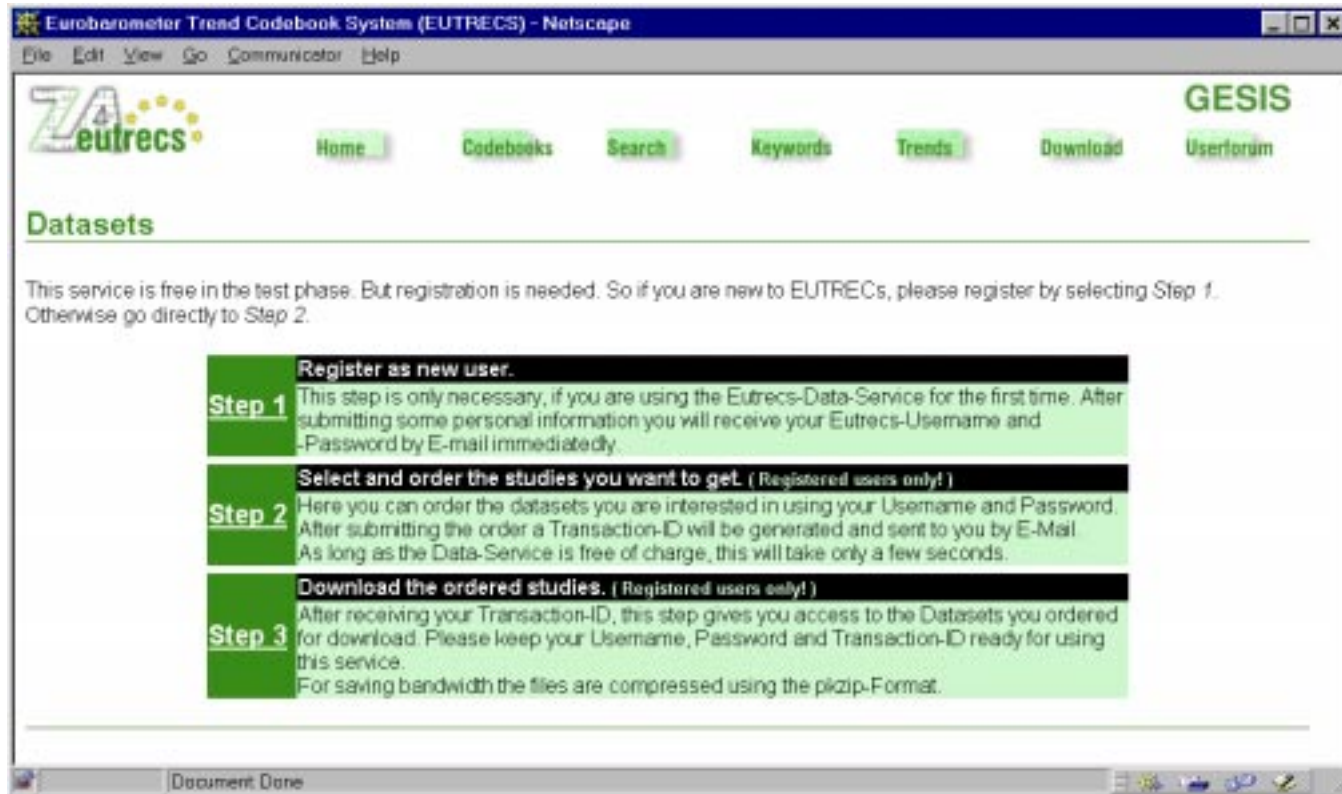 Eurobarometer Trend Codebook System (EUTRECS) - Netscape
File Edit View Go Communicator Help
ZA eutrecs
GESIS
Home Codebooks Search Keywords Trends Download Userforum
Datasets
This service is free in the test phase. But registration is needed. So if you are new to EUTRECs, please register by selecting Step 1.
Otherwise go directly to Step 2.
Step 1
Register as new user.
This step is only necessary, if you are using the Eutrecs-Data-Service for the first time. After
submitting some personal information you will receive your Eutrecs-Username and
-Password by E-mail immediatedly.
Step 2
Select and order the studies you want to get. ( Registered users only! )
Here you can order the datasets you are interested in using your Username and Password.
After submitting the order a Transaction-ID will be generated and sent to you by E-Mail.
As long as the Data-Service is free of charge, this will take only a few seconds.
Step 3
Download the ordered studies. ( Registered users only! )
After receiving your Transaction-ID, this step gives you access to the Datasets you ordered
for download. Please keep your Username, Password and Transaction-ID ready for using
this service.
For saving bandwidth the files are compressed using the pkzip-Format.
Document Done